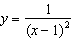 y = 1/(x−1)²